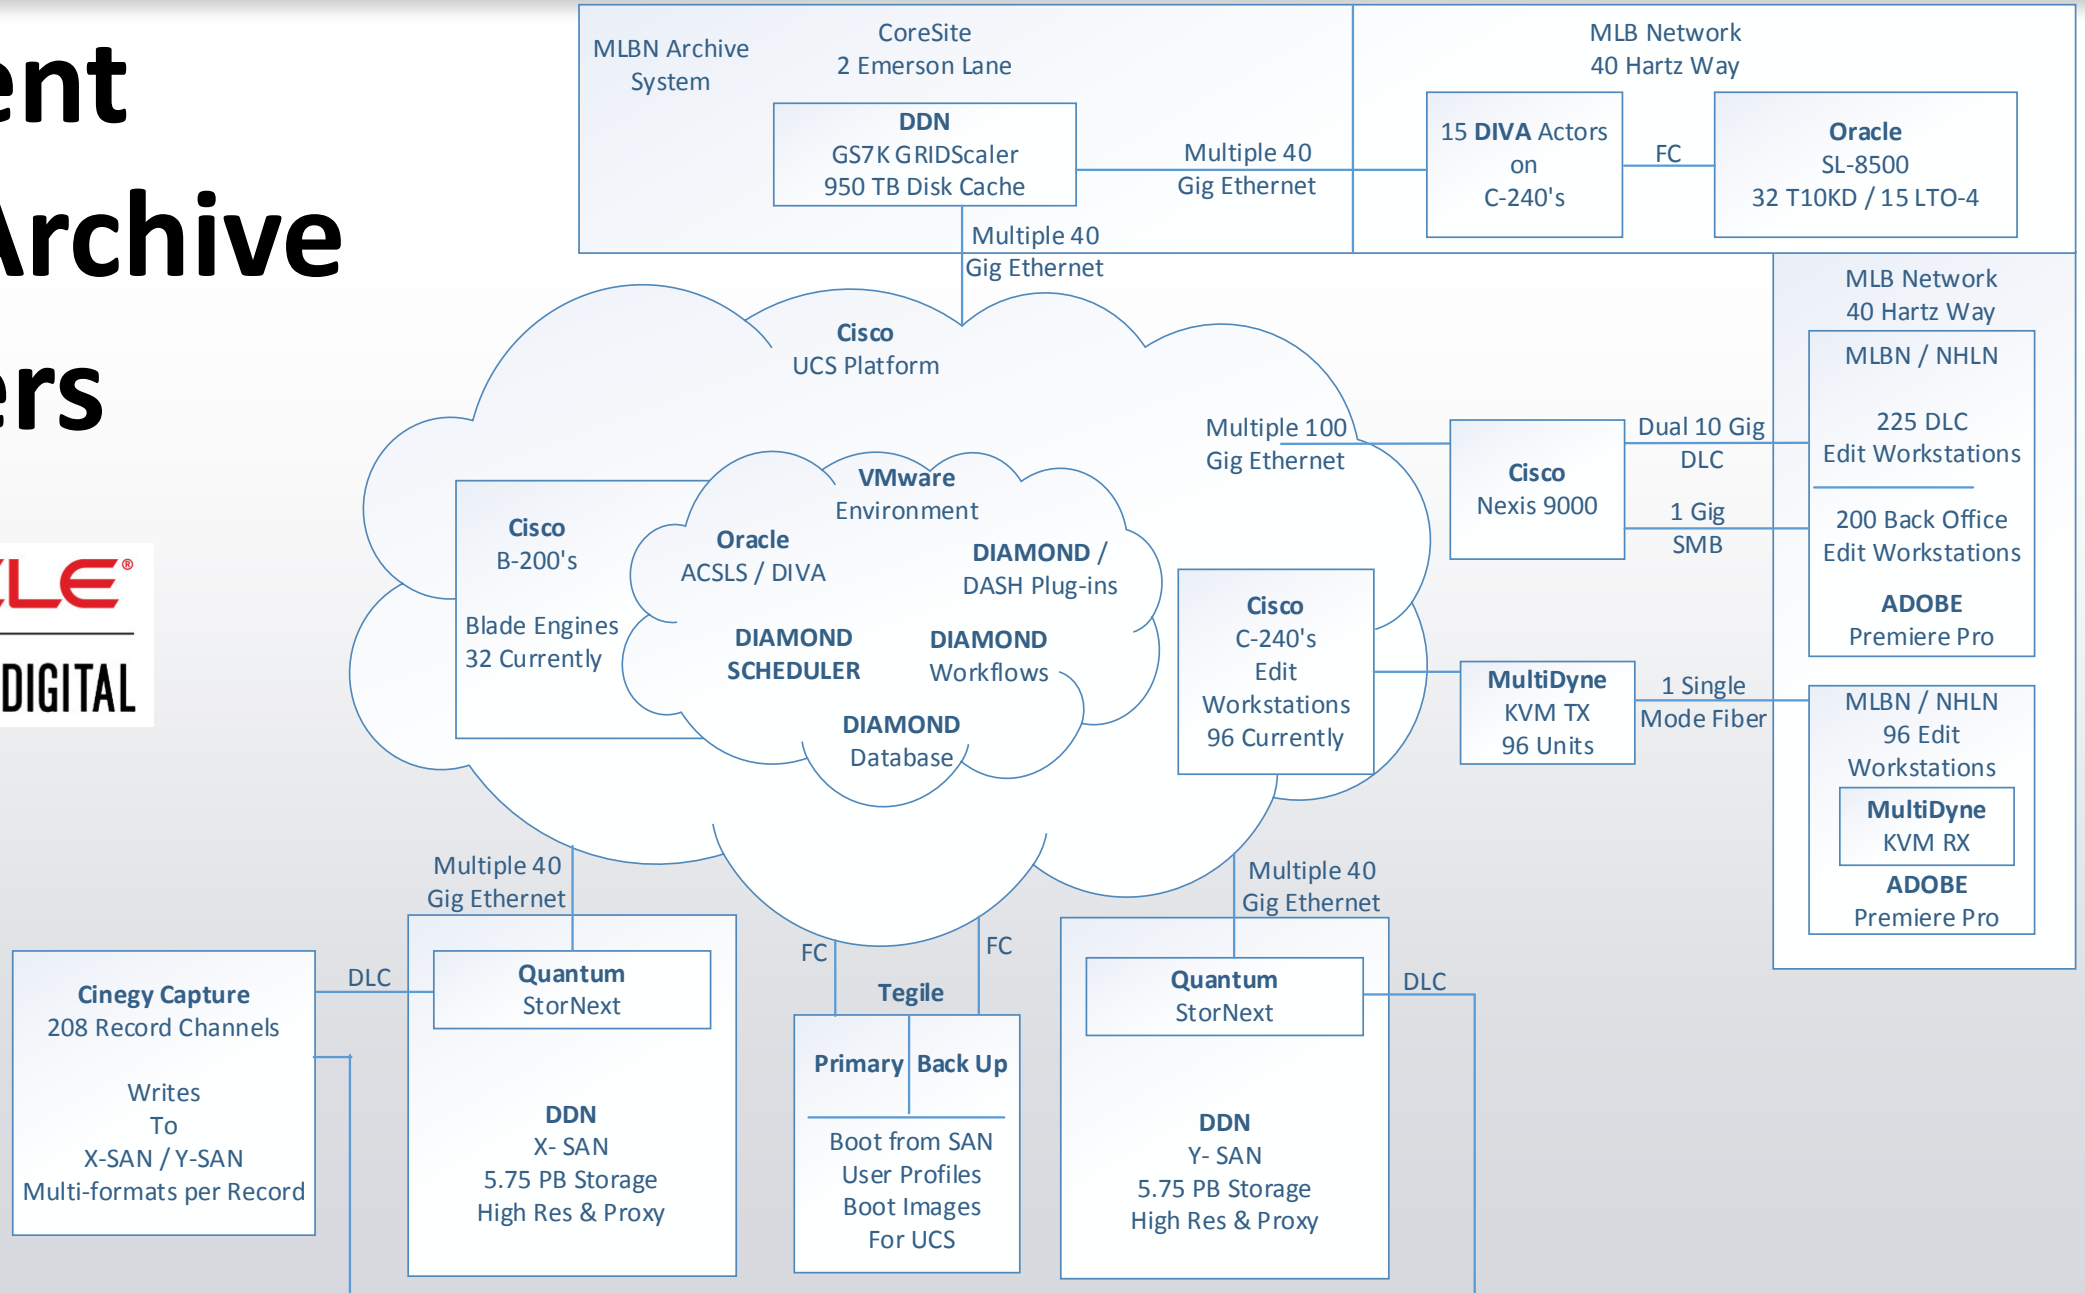 ent
Archive
ers
CLE®
DIGITAL
MLBN Archive
System
CoreSite
2 Emerson Lane
DDN
GS7K GRIDScaler
950 TB Disk Cache
Multiple 40
Gig Ethernet
MLB Network
40 Hartz Way
15 DIVA Actors
on
C-240's
FC
Oracle
SL-8500
32 T10KD / 15 LTO-4
Multiple 40
Gig Ethernet
Cisco
UCS Platform
Multiple 100
Gig Ethernet
Cisco
B-200's
Blade Engines
32 Currently
VMware
Environment
Oracle
ACSLS / DIVA
DIAMOND /
DASH Plug-ins
DIAMOND
SCHEDULER
DIAMOND
Workflows
DIAMOND
Database
Cisco
C-240's
Edit
Workstations
96 Currently
Cisco
Nexis 9000
Dual 10 Gig
DLC
1 Gig
SMB
MultiDyne
KVM TX
96 Units
1 Single
Mode Fiber
MLB Network
40 Hartz Way
MLBN / NHLN
225 DLC
Edit Workstations
200 Back Office
Edit Workstations
ADOBE
Premiere Pro
MLBN / NHLN
96 Edit
Workstations
MultiDyne
KVM RX
ADOBE
Premiere Pro
Cinegy Capture
208 Record Channels
Writes
To
X-SAN / Y-SAN
Multi-formats per Record
DLC
Multiple 40
Gig Ethernet
Quantum
StorNext
DDN
X- SAN
5.75 PB Storage
High Res & Proxy
FC
FC
Tegile
Primary
Back Up
Boot from SAN
User Profiles
Boot Images
For UCS
Multiple 40
Gig Ethernet
Quantum
StorNext
DLC
DDN
Y- SAN
5.75 PB Storage
High Res & Proxy